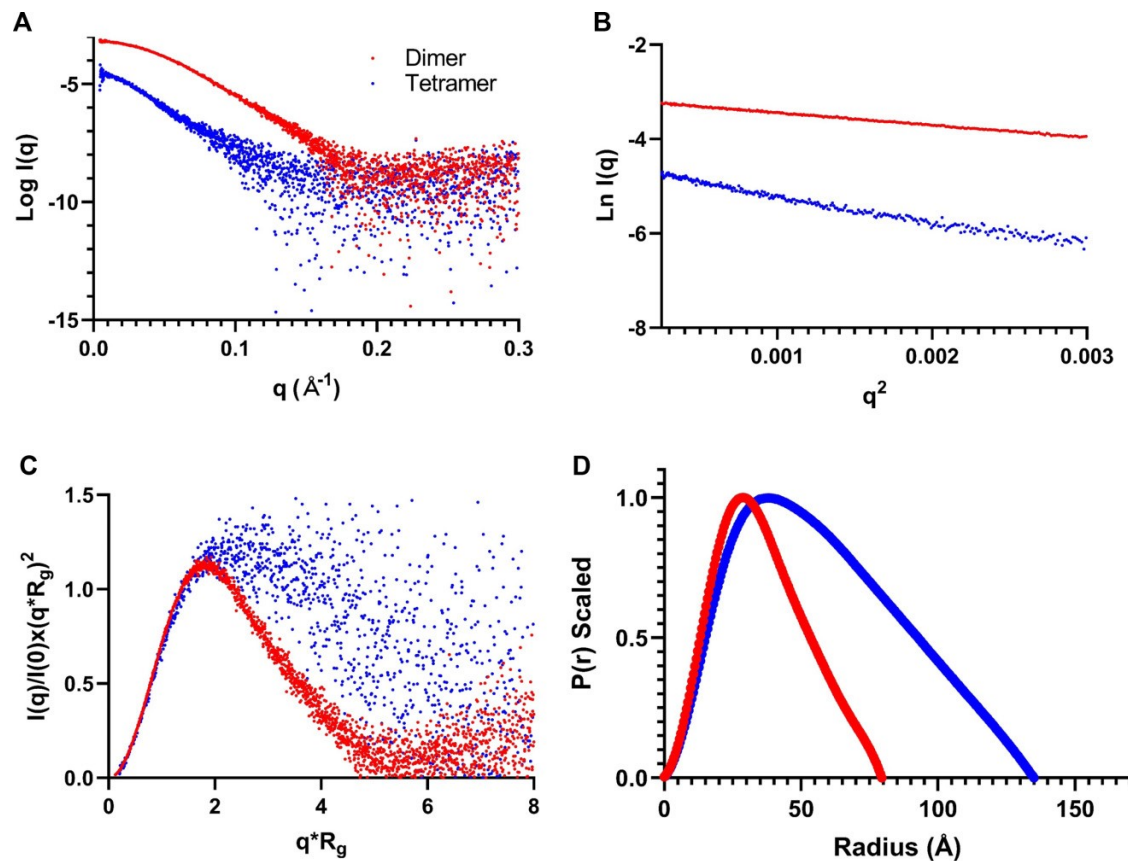 A
Log I(q)
-5
-10
-15
0.0 0.1 0.2 0.3
q (Å⁻¹)
Dimer
Tetramer
B
Ln I(q)
-2
-4
-6
-8
0.001 0.002 0.003
q²
C
I(q)/I(0)x(q*Rg)²
1.5
1.0
0.5
0.0
0 2 4 6 8
q*Rg
D
P(r) Scaled
1.0
0.5
0.0
0 50 100 150
Radius (Å)